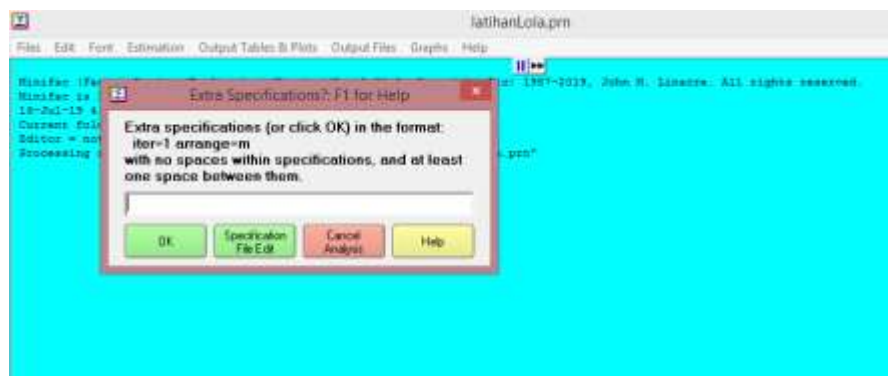 latihanLola.prn
Files Edit Font Estimation Output Tables & Plots Output Files Graphs Help
Minifac
1987-2019, John M. Linacre. All rights reserved.
Minifac is
18-Jul-19
Current
Editor =
Processing
Extra Specifications?: F1 for Help
Extra specifications (or click OK) in the format:
iter=1 arrange=m
with no spaces within specifications, and at least
one space between them.
OK
Specification
File Edit
Cancel
Analysis
Help